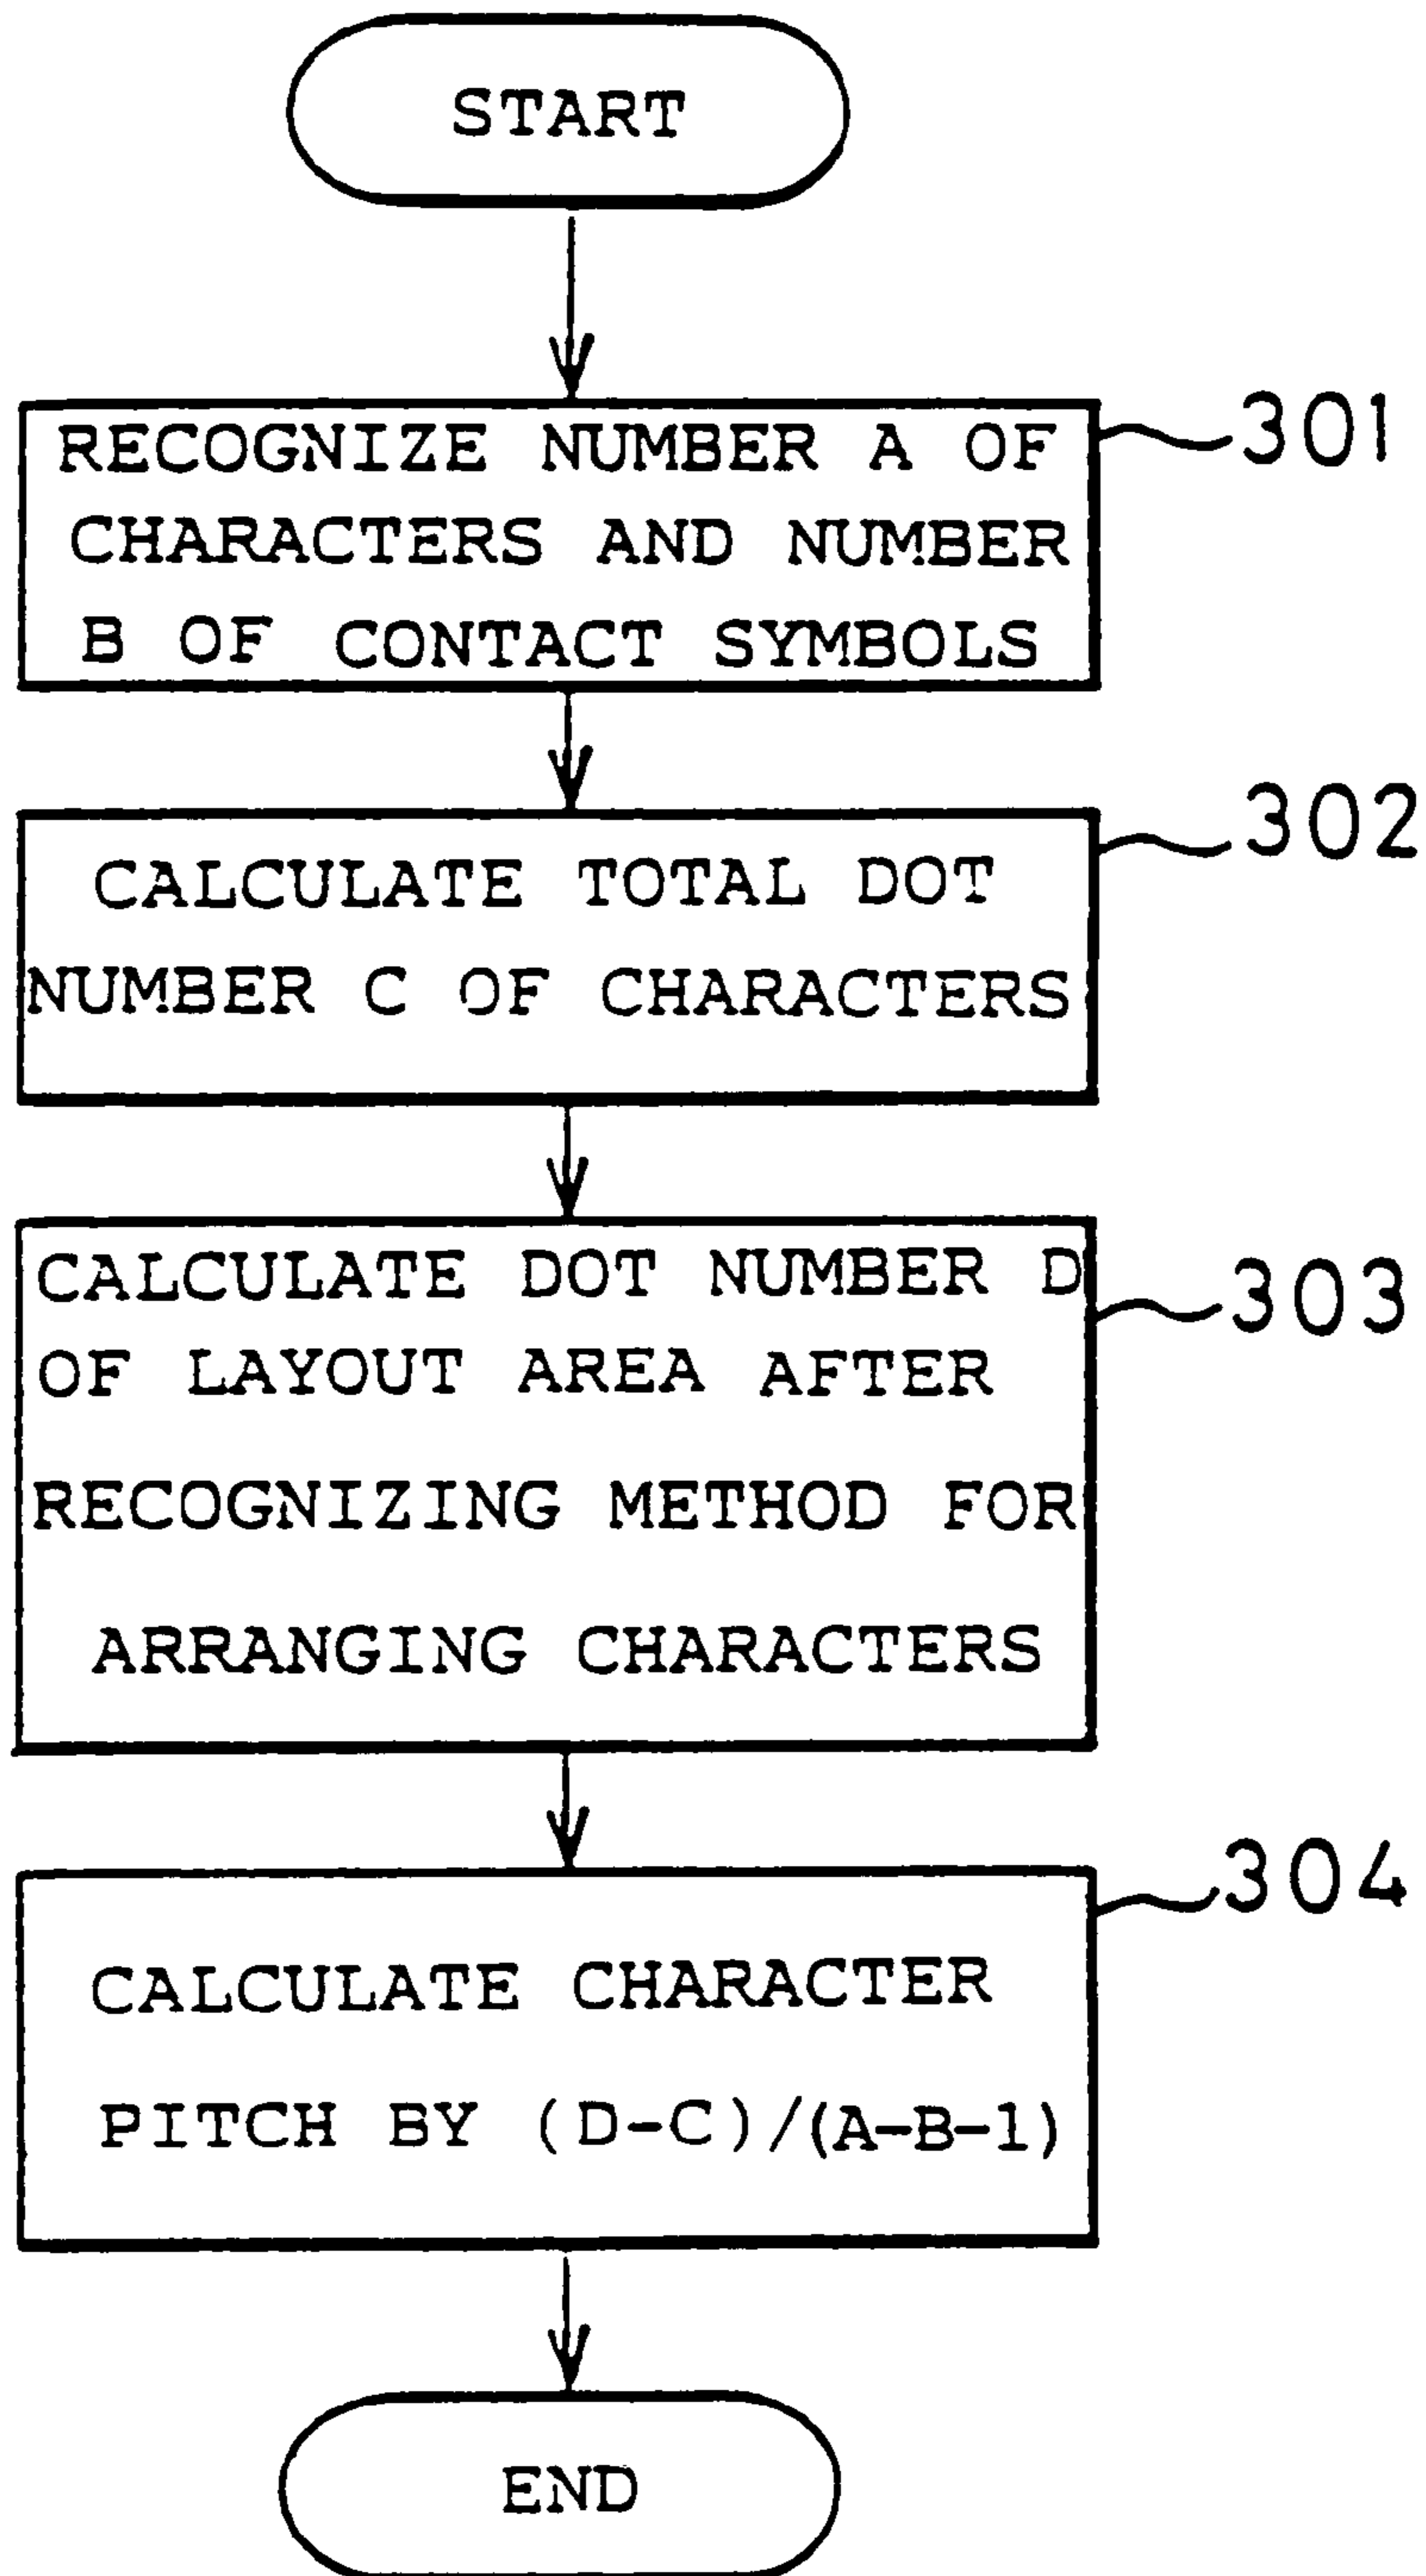 START
RECOGNIZE NUMBER A OF
CHARACTERS AND NUMBER
B OF CONTACT SYMBOLS
301
CALCULATE TOTAL DOT
NUMBER C OF CHARACTERS
302
CALCULATE DOT NUMBER D
OF LAYOUT AREA AFTER
RECOGNIZING METHOD FOR
ARRANGING CHARACTERS
303
CALCULATE CHARACTER
PITCH BY (D-C)/(A-B-1)
304
END